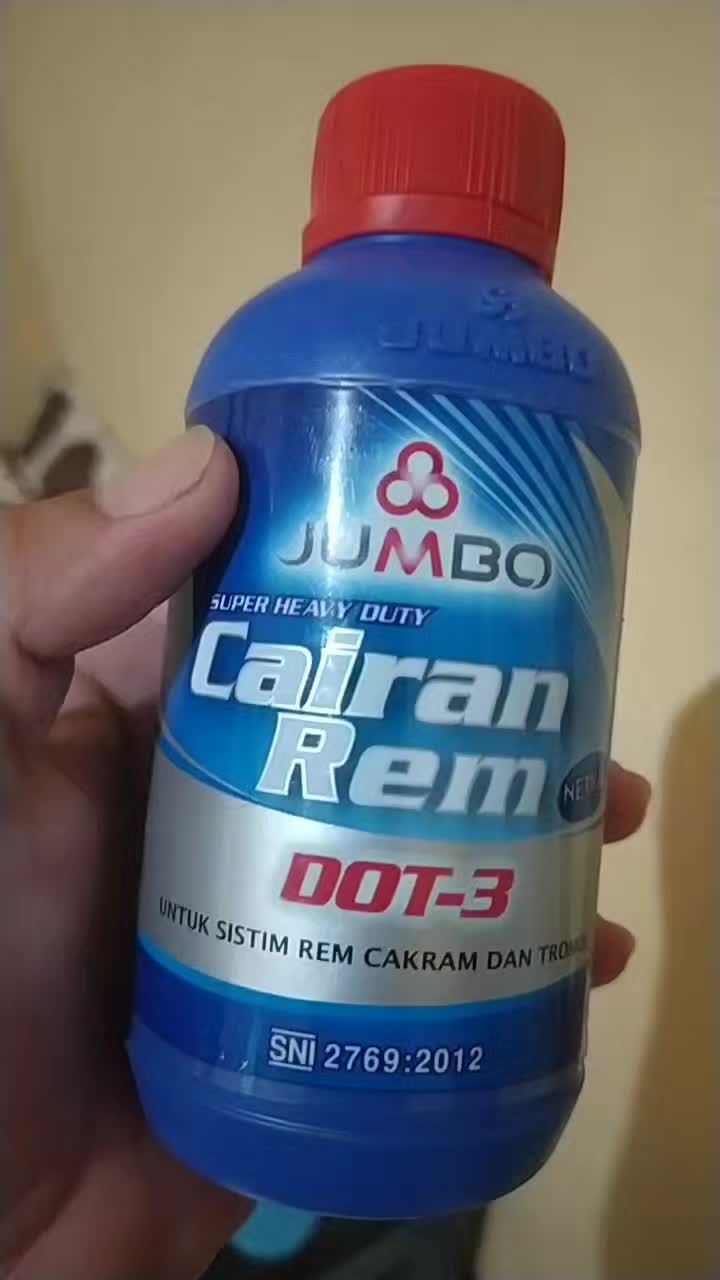 JUMBO
JUMBO
SUPER HEAVY DUTY
Cairan
Rem
DOT-3
UNTUK SISTIM REM CAKRAM DAN
SNI 2769:2012